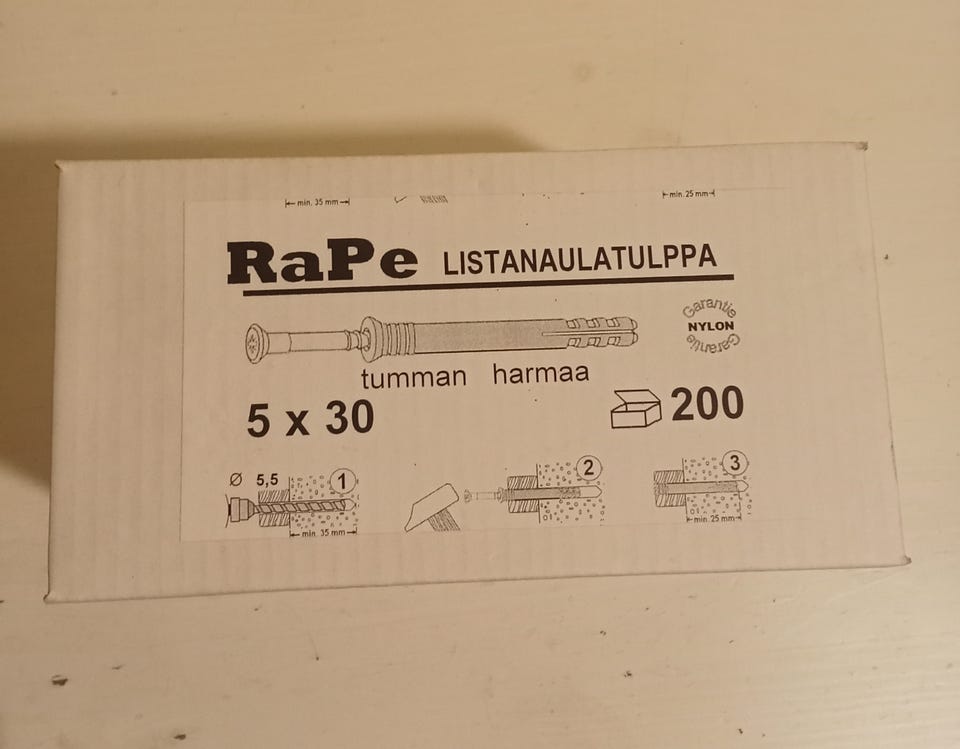 min. 35 mm
min. 25 mm
RaPe LISTANAULATULPPA
Garantie
NYLON
Garantie
tumman harmaa
5 x 30
200
Ø 5,5
1
2
3
min. 35 mm
min. 25 mm